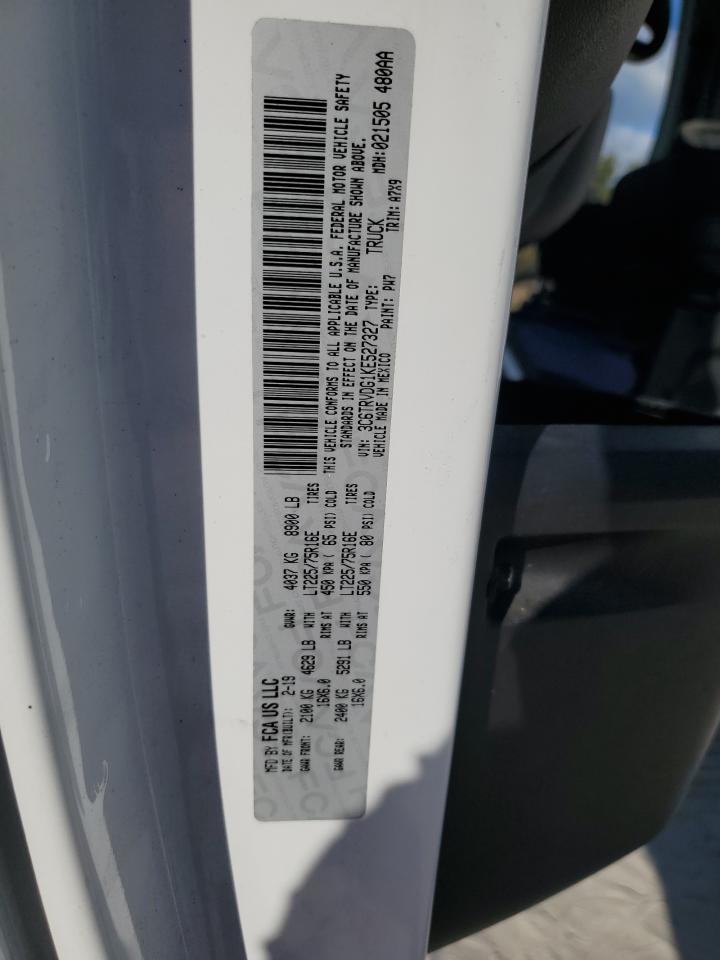 MFD BY FCA US LLC
DATE OF MFR(BUILT): 2-19 GVWR: 4037 KG 8900 LB
GAWR FRONT: 2100 KG 4629 LB WITH LT225/75R16E TIRES
16X6.0 RIMS AT 450 KPA ( 65 PSI) COLD
GAWR REAR: 2400 KG 5291 LB WITH LT225/75R16E TIRES
16X6.0 RIMS AT 550 KPA ( 80 PSI) COLD
THIS VEHICLE CONFORMS TO ALL APPLICABLE U.S.A. FEDERAL MOTOR VEHICLE SAFETY
STANDARDS IN EFFECT ON THE DATE OF MANUFACTURE SHOWN ABOVE.
VIN: 3C6TRVDG1KE527327 TYPE: TRUCK MDH:021505 480AA
VEHICLE MADE IN MEXICO PAINT: PW7 TRIM: A7X9